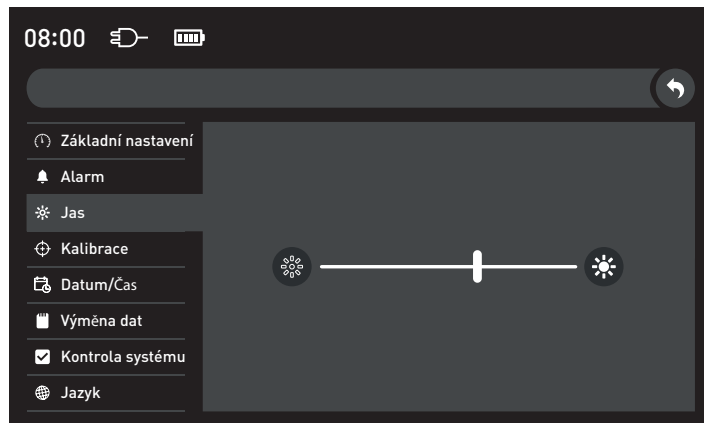 08:00
Základní nastavení
Alarm
Jas
Kalibrace
Datum/Čas
Výměna dat
Kontrola systému
Jazyk